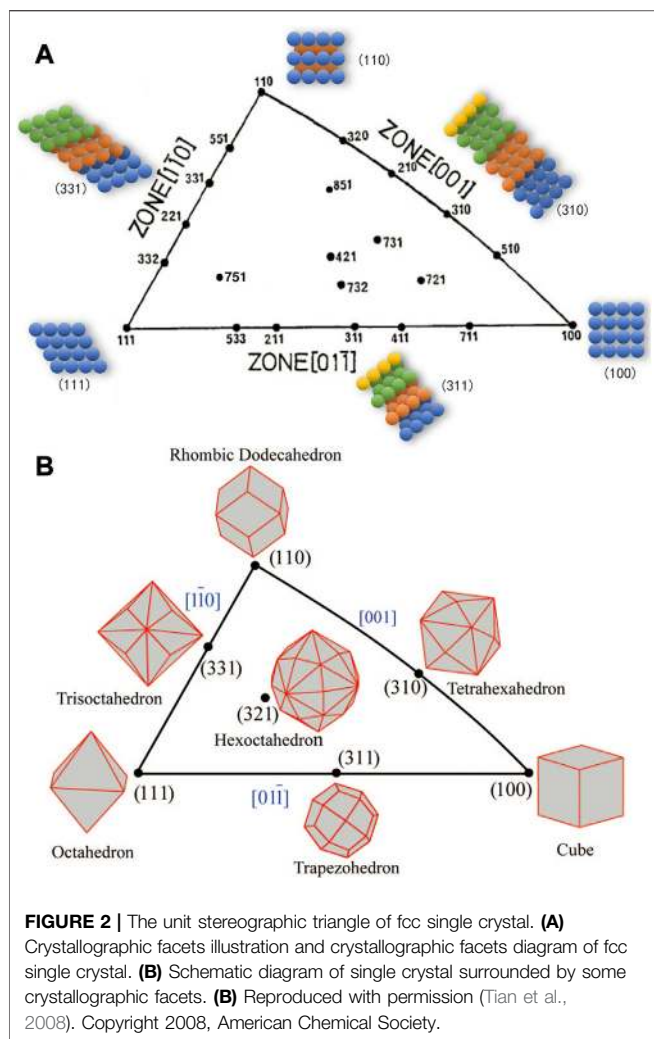 A
(110)
110
(331)
ZONE[11̄0]
551
331
221
332
320
210
310
510
ZONE[001]
(310)
851
731
421
732
721
751
(111)
111
533
211
311
411
711
100
ZONE[011̄]
(311)
(100)
B
Rhombic Dodecahedron
(110)
[11̄0]
[001]
(331)
(310)
Trisoctahedron
Tetrahexahedron
(321)
Hexoctahedron
(311)
(111)
[011̄]
(100)
Octahedron
Trapezohedron
Cube
FIGURE 2 | The unit stereographic triangle of fcc single crystal. (A)
Crystallographic facets illustration and crystallographic facets diagram of fcc
single crystal. (B) Schematic diagram of single crystal surrounded by some
crystallographic facets. (B) Reproduced with permission (Tian et al.,
2008). Copyright 2008, American Chemical Society.